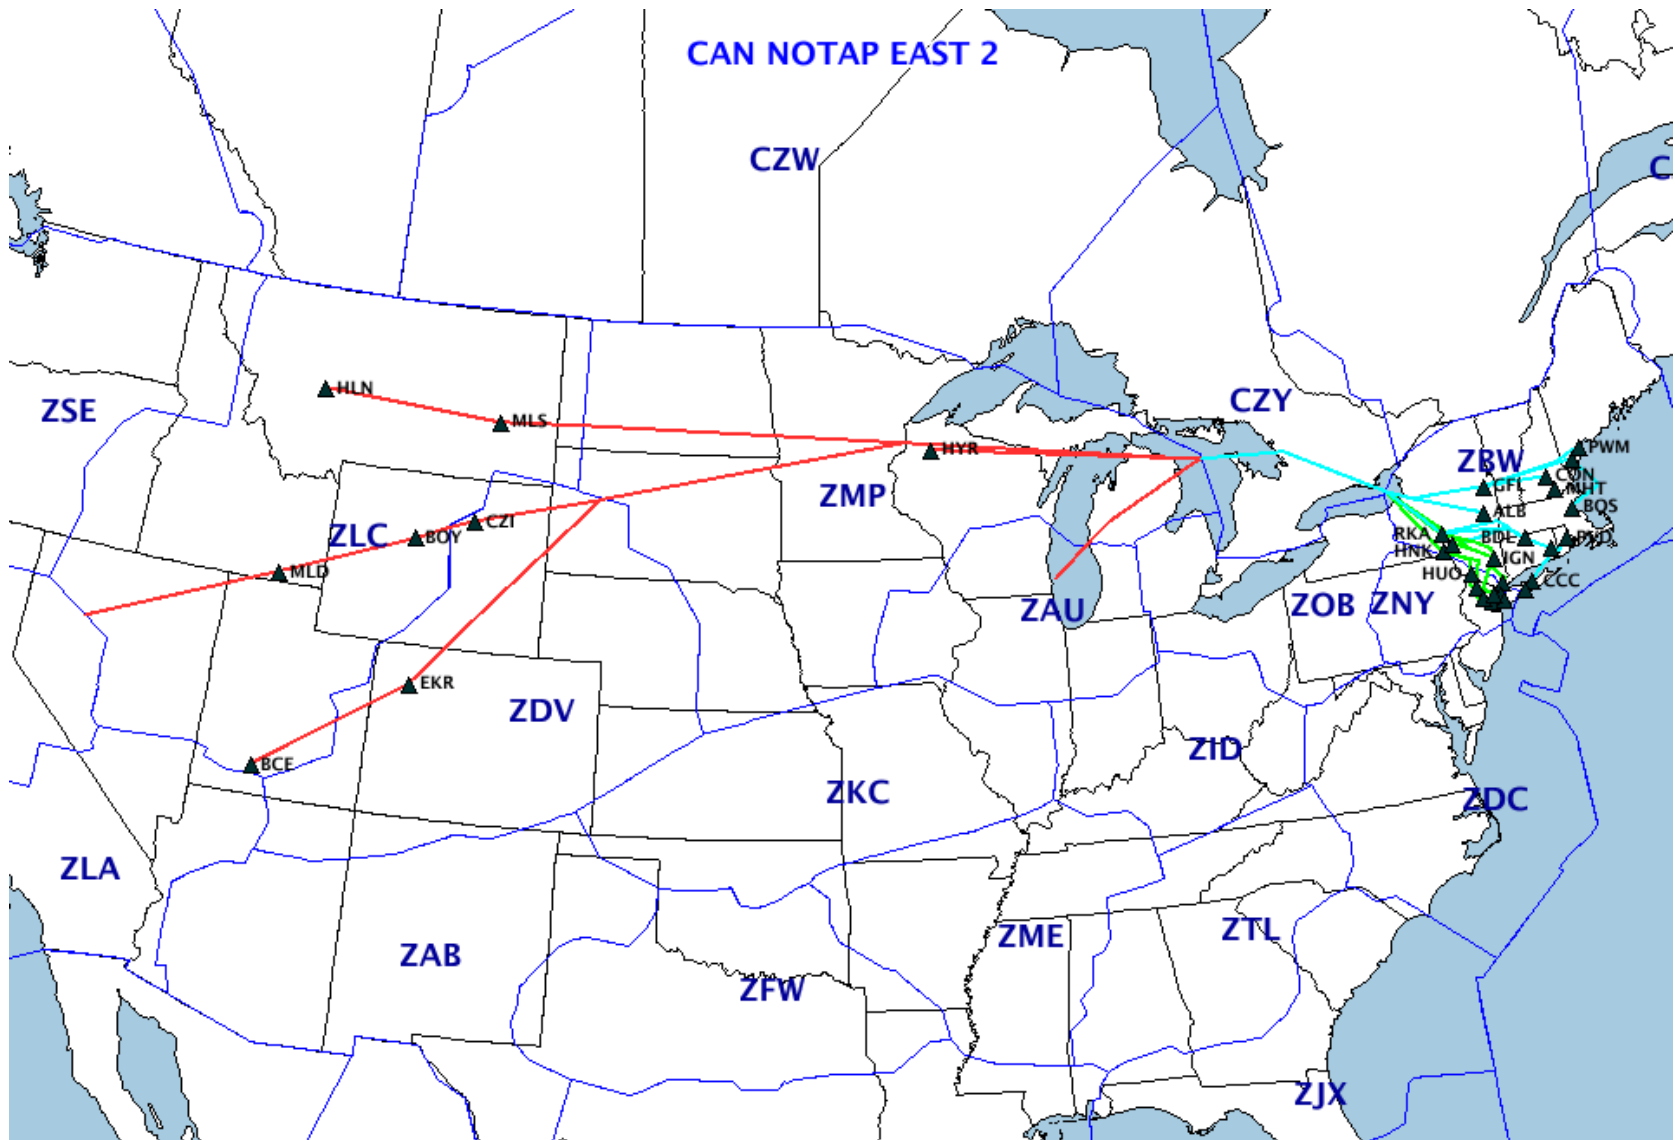 CAN NOTAP EAST 2
CZW
C
HLN
ZSE
MLS
CZY
PWM
HYR
ZBW
CON
GFL
MHT
ZMP
BOS
ALB
CZI
ZLC
BOY
RKA
BDL
PVD
HNK
IGN
MLD
HUO
CCC
ZAU
ZOB
ZNY
EKR
ZDV
BCE
ZID
ZKC
ZDC
ZLA
ZME
ZTL
ZAB
ZFW
ZJX